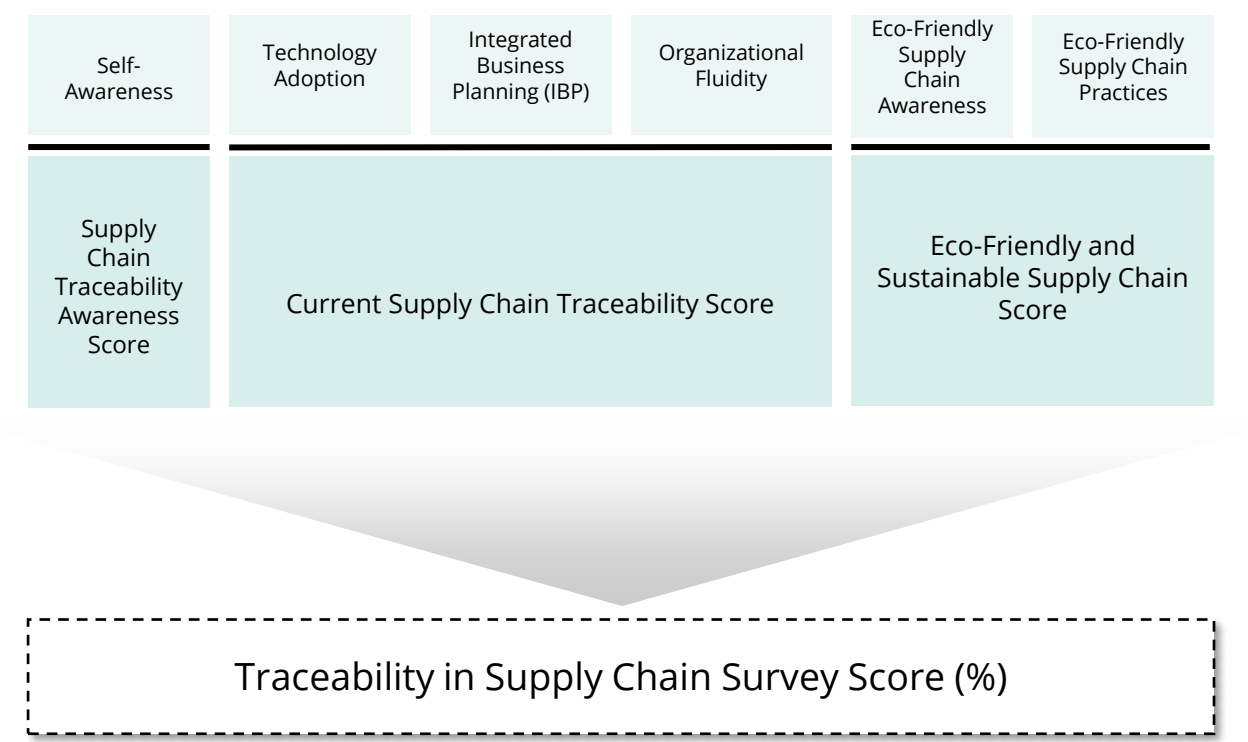 Self-
Awareness
Technology
Adoption
Integrated
Business
Planning (IBP)
Organizational
Fluidity
Eco-Friendly
Supply
Chain
Awareness
Eco-Friendly
Supply Chain
Practices
Supply
Chain
Traceability
Awareness
Score
Current Supply Chain Traceability Score
Eco-Friendly and
Sustainable Supply Chain
Score
Traceability in Supply Chain Survey Score (%)